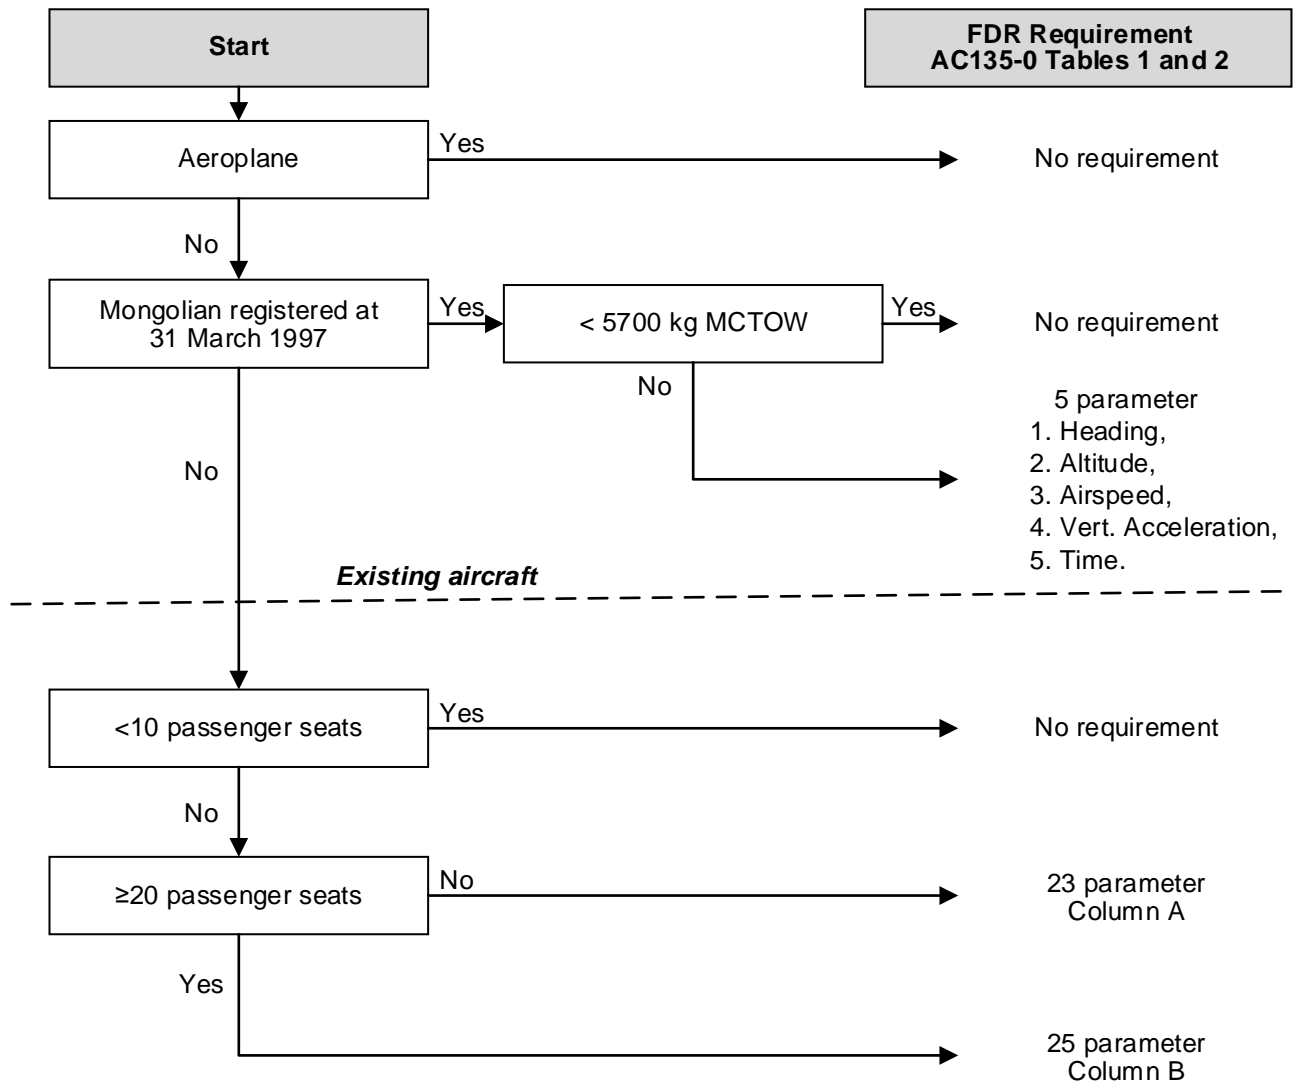 Start
FDR Requirement
AC135-0 Tables 1 and 2
Aeroplane
Yes
No requirement
No
Mongolian registered at
31 March 1997
Yes
< 5700 kg MCTOW
Yes
No requirement
No
5 parameter
1. Heading,
2. Altitude,
3. Airspeed,
4. Vert. Acceleration,
5. Time.
No
Existing aircraft
<10 passenger seats
Yes
No requirement
No
≥20 passenger seats
No
23 parameter
Column A
Yes
25 parameter
Column B